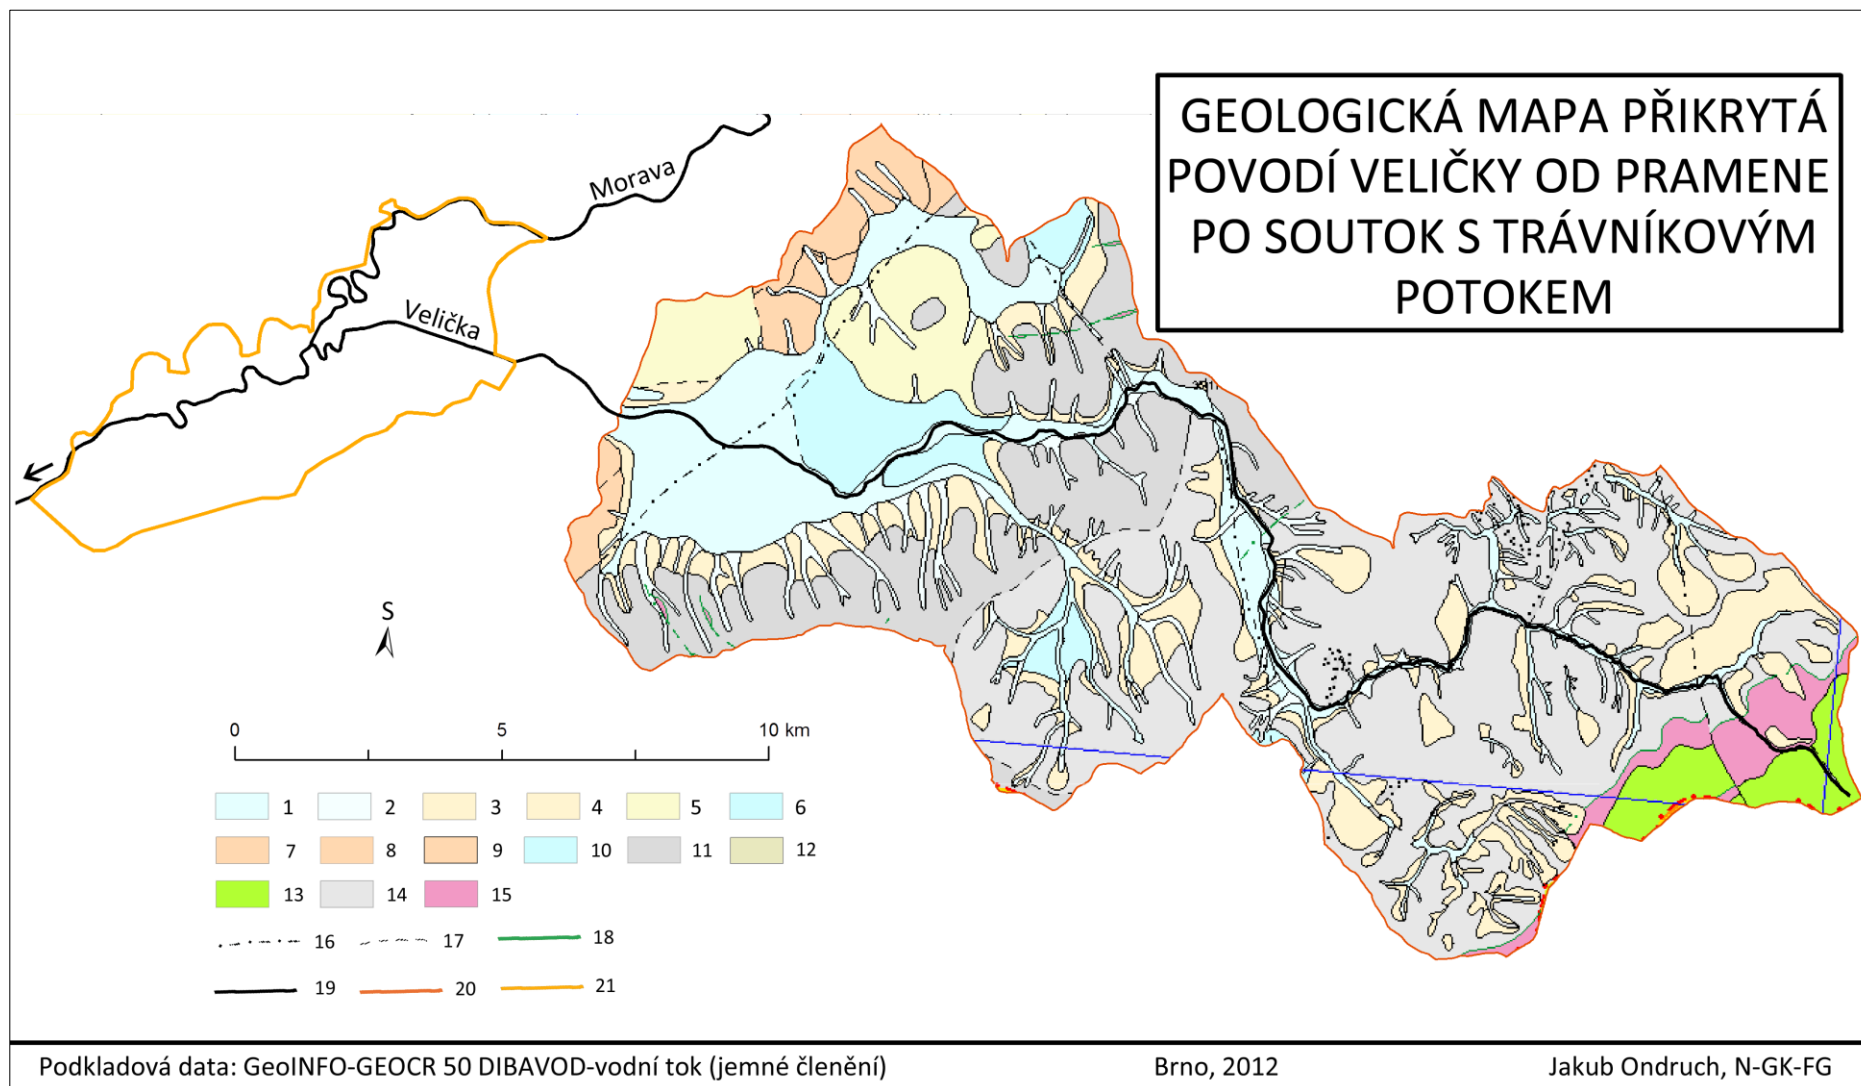 GEOLOGICKÁ MAPA PŘIKRYTÁ
POVODÍ VELIČKY OD PRAMENE
PO SOUTOK S TRÁVNÍKOVÝM
POTOKEM
Morava
Velička
S
0 5 10 km
1 2 3 4 5 6
7 8 9 10 11 12
13 14 15
16 17 18
19 20 21
Podkladová data: GeoINFO-GEOCR 50 DIBAVOD-vodní tok (jemné členění) Brno, 2012 Jakub Ondruch, N-GK-FG